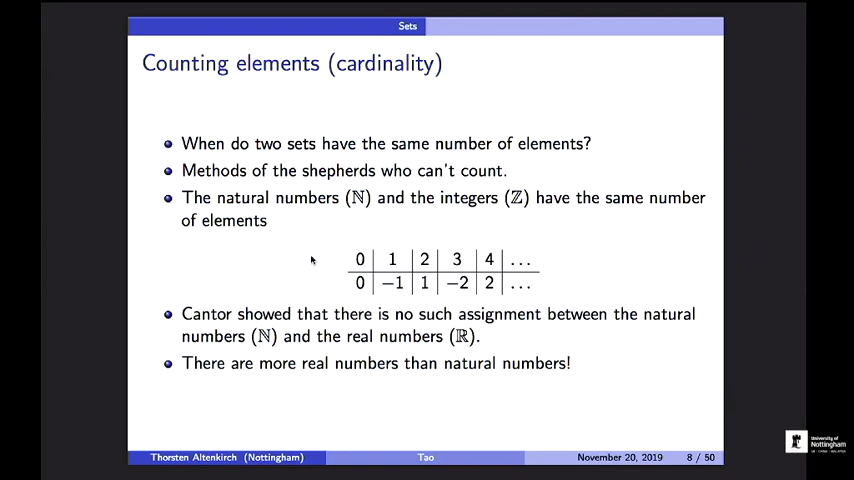 Sets
Counting elements (cardinality)
When do two sets have the same number of elements?
Methods of the shepherds who can't count.
The natural numbers (ℕ) and the integers (ℤ) have the same number
of elements
0 1 2 3 4 ...
0 −1 1 −2 2 ...
Cantor showed that there is no such assignment between the natural
numbers (ℕ) and the real numbers (ℝ).
There are more real numbers than natural numbers!
University of
Nottingham
UK | CHINA | MALAYSIA
Thorsten Altenkirch (Nottingham) Tao November 20, 2019 8 / 50